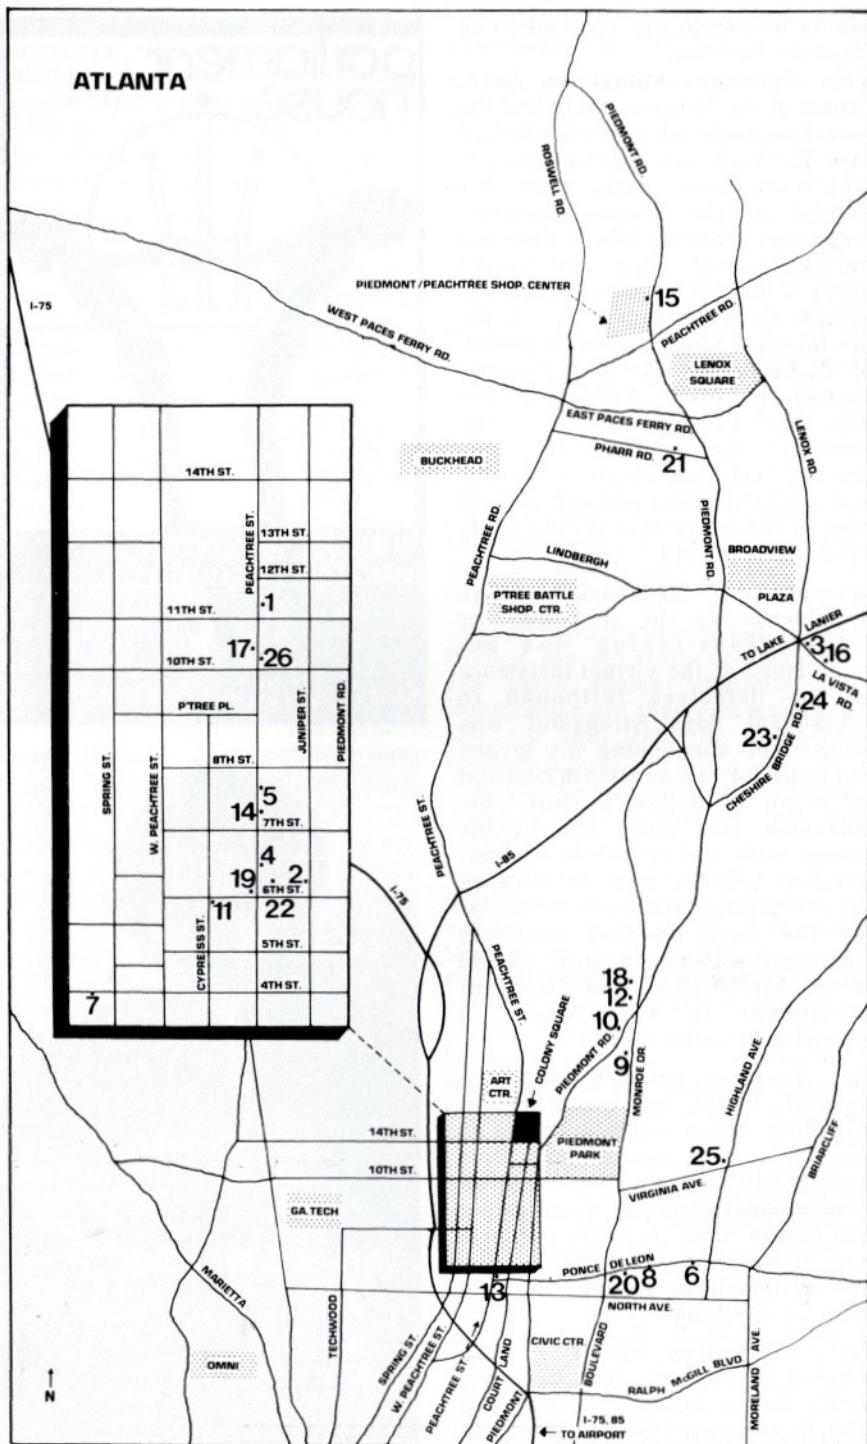 ATLANTA
PIEDMONT RD.
ROSWELL RD.
PIEDMONT/PEACHTREE SHOP. CENTER
15
I-75
WEST PACES FERRY RD.
PEACHTREE RD.
LENOX
SQUARE
EAST PACES FERRY RD.
BUCKHEAD
PHARR RD.
21
LENOX RD.
PEACHTREE RD.
PIEDMONT RD.
LINDBERGH
BROADVIEW
PLAZA
P'TREE BATTLE
SHOP. CTR.
TO LAKE LANIER
3
16
LA VISTA
RD.
24
23
CHESHIRE BRIDGE RD.
14TH ST.
PEACHTREE ST.
13TH ST.
12TH ST.
1
11TH ST.
17
26
10TH ST.
P'TREE PL.
JUNIPER ST.
PIEDMONT RD.
8TH ST.
SPRING ST.
W. PEACHTREE ST.
5
14
7TH ST.
4
19
2
6TH ST.
11
22
CYPRESS ST.
5TH ST.
4TH ST.
7
PEACHTREE ST.
I-85
I-75
PEACHTREE ST.
COLONY SQUARE
18
12
10
PIEDMONT RD.
9
MONROE DR.
HIGHLAND AVE.
ART
CTR.
14TH ST.
PIEDMONT
PARK
10TH ST.
25
BRIARCLIFF
VIRGINIA AVE.
GA. TECH
MARIETTA
PONCE DE LEON
13
20
8
6
NORTH AVE.
TECHWOOD
SPRING ST.
W. PEACHTREE ST.
PEACHTREE ST.
COURTLAND
PIEDMONT
CIVIC CTR.
BOULEVARD
RALPH McGILL BLVD
MORELAND AVE.
OMNI
N
I-75, 85
TO AIRPORT